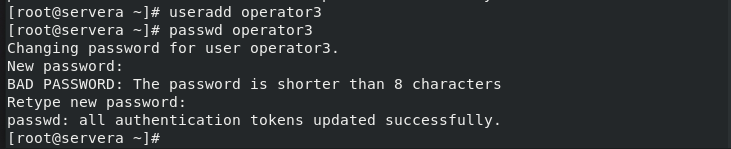 [root@servera ~]# useradd operator3
[root@servera ~]# passwd operator3
Changing password for user operator3.
New password:
BAD PASSWORD: The password is shorter than 8 characters
Retype new password:
passwd: all authentication tokens updated successfully.
[root@servera ~]#